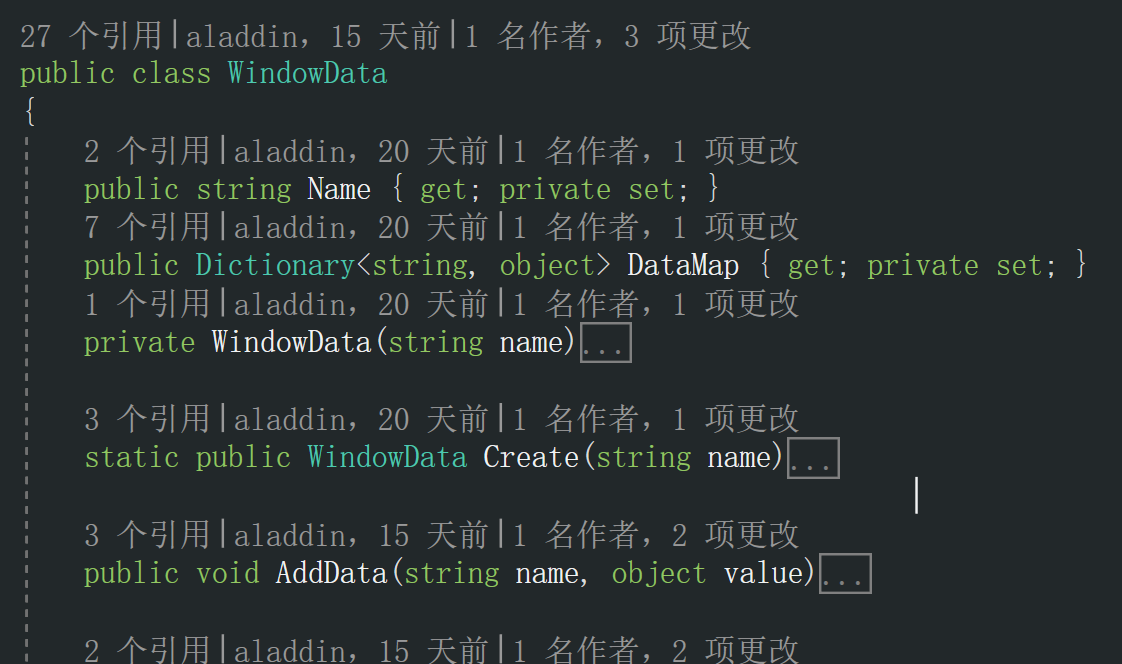 27 个引用|aladdin，15 天前|1 名作者，3 项更改
public class WindowData
{
2 个引用|aladdin，20 天前|1 名作者，1 项更改
public string Name { get; private set; }
7 个引用|aladdin，20 天前|1 名作者，1 项更改
public Dictionary<string, object> DataMap { get; private set; }
1 个引用|aladdin，20 天前|1 名作者，1 项更改
private WindowData(string name)...
3 个引用|aladdin，20 天前|1 名作者，1 项更改
static public WindowData Create(string name)...
3 个引用|aladdin，15 天前|1 名作者，2 项更改
public void AddData(string name, object value)...
2 个引用|aladdin，15 天前|1 名作者，2 项更改